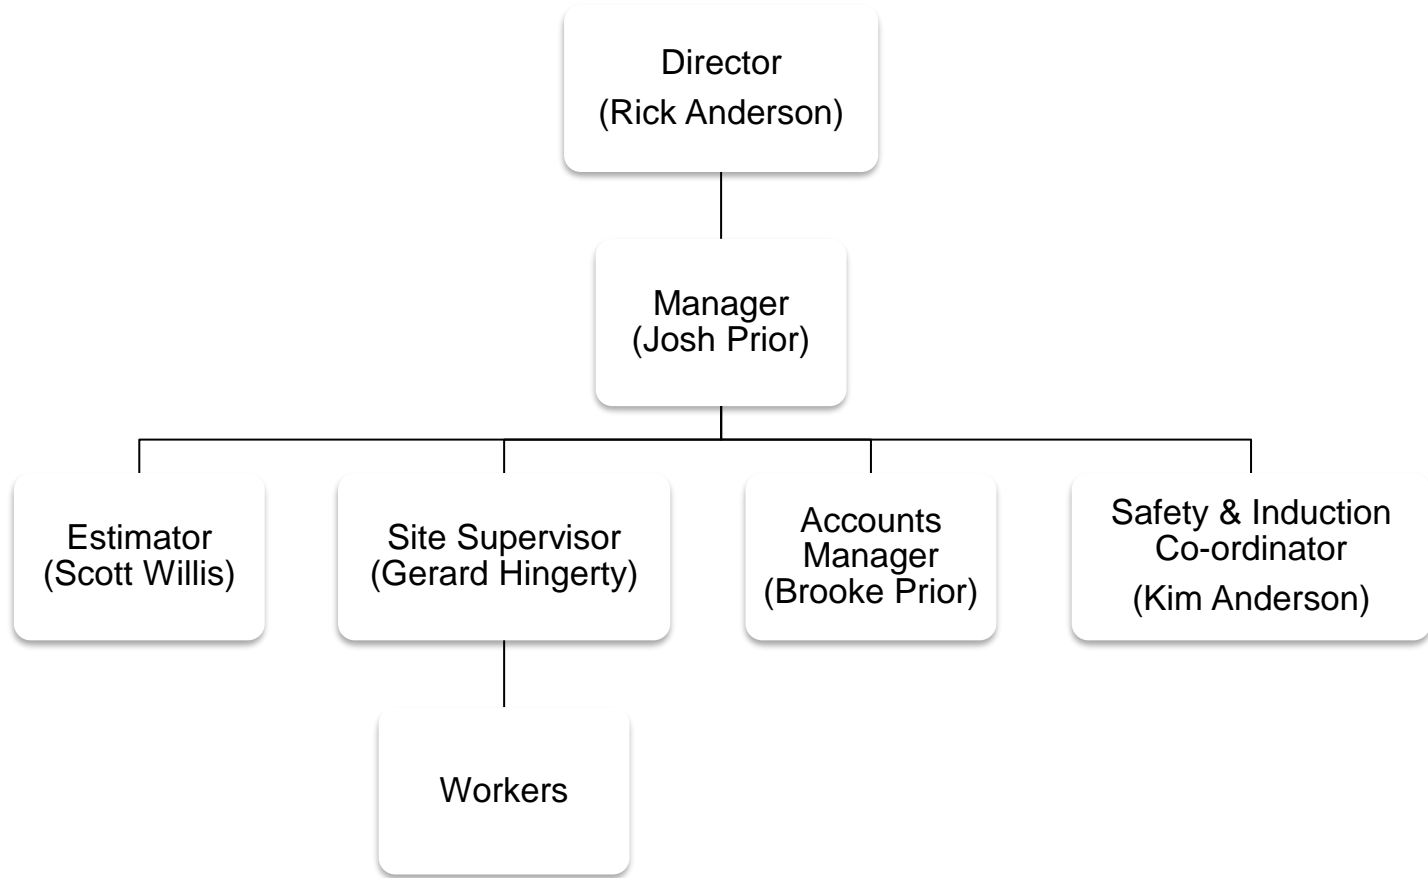 Director
(Rick Anderson)
Manager
(Josh Prior)
Estimator
(Scott Willis)
Site Supervisor
(Gerard Hingerty)
Accounts
Manager
(Brooke Prior)
Safety & Induction
Co-ordinator
(Kim Anderson)
Workers